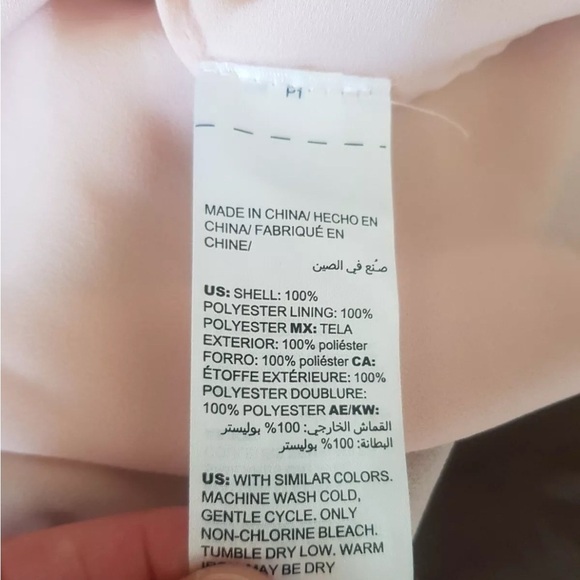 P1
MADE IN CHINA/ HECHO EN
CHINA/ FABRIQUÉ EN
CHINE/
صُنع في الصين
US: SHELL: 100%
POLYESTER LINING: 100%
POLYESTER MX: TELA
EXTERIOR: 100% poliéster
FORRO: 100% poliéster CA:
ÉTOFFE EXTÉRIEURE: 100%
POLYESTER DOUBLURE:
100% POLYESTER AE/KW:
القماش الخارجي: 100% بوليستر
البطانة: 100% بوليستر
US: WITH SIMILAR COLORS.
MACHINE WASH COLD,
GENTLE CYCLE. ONLY
NON-CHLORINE BLEACH.
TUMBLE DRY LOW. WARM
MAY BE DRY